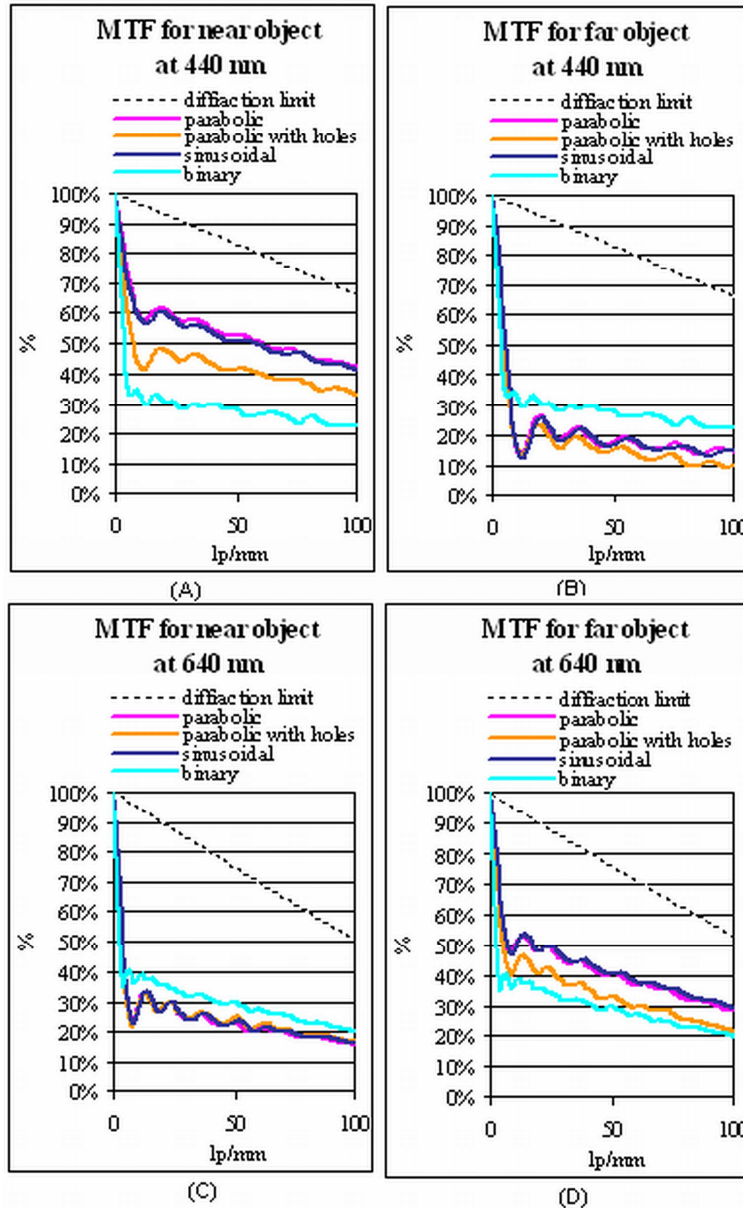 MTF for near object
at 440 nm
diffraction limit
parabolic
parabolic with holes
sinusoidal
binary
100%
90%
80%
70%
60%
50%
40%
30%
20%
10%
0%
%
0
50
100
lp/mm
(A)
MTF for far object
at 440 nm
diffraction limit
parabolic
parabolic with holes
sinusoidal
binary
100%
90%
80%
70%
60%
50%
40%
30%
20%
10%
0%
%
0
50
100
lp/mm
(B)
MTF for near object
at 640 nm
diffraction limit
parabolic
parabolic with holes
sinusoidal
binary
100%
90%
80%
70%
60%
50%
40%
30%
20%
10%
0%
%
0
50
100
lp/mm
(C)
MTF for far object
at 640 nm
diffraction limit
parabolic
parabolic with holes
sinusoidal
binary
100%
90%
80%
70%
60%
50%
40%
30%
20%
10%
0%
%
0
50
100
lp/mm
(D)